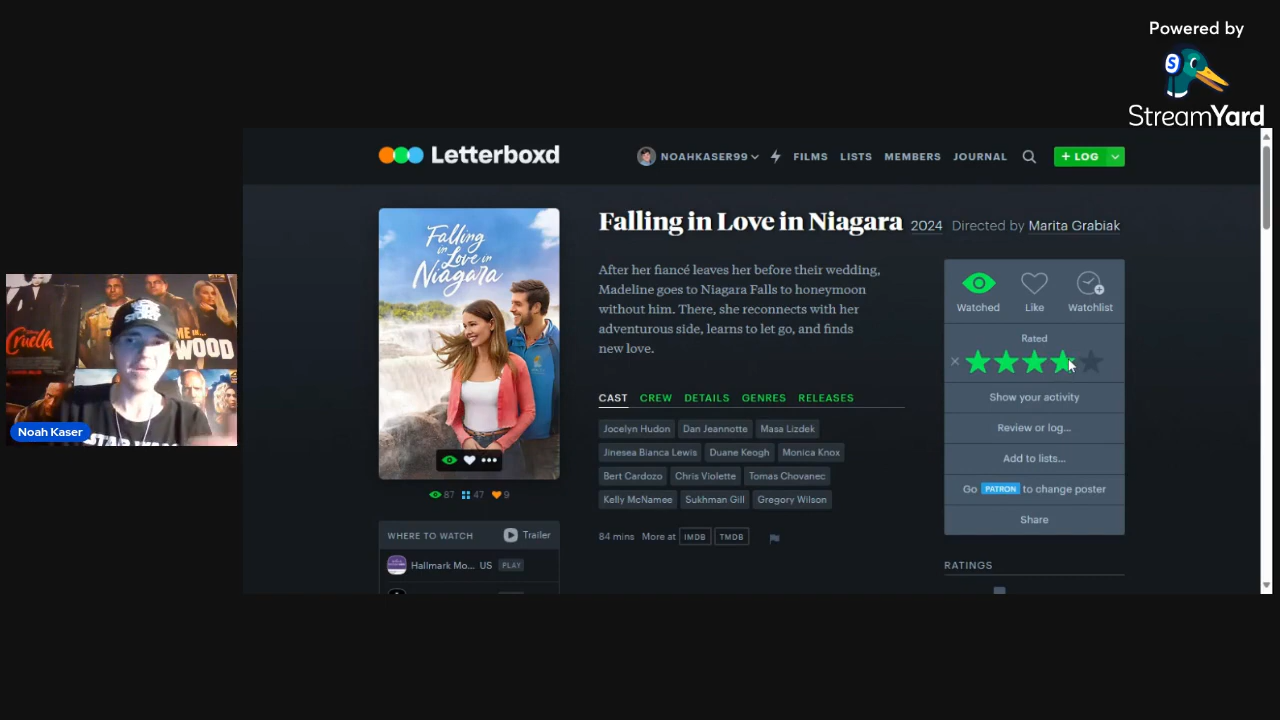 Powered by
StreamYard
Letterboxd
NOAHKASER99
FILMS
LISTS
MEMBERS
JOURNAL
+ LOG
Falling in Love in Niagara
Falling in Love in Niagara 2024 Directed by Marita Grabiak
After her fiancé leaves her before their wedding,
Madeline goes to Niagara Falls to honeymoon
without him. There, she reconnects with her
adventurous side, learns to let go, and finds
new love.
Watched
Like
Watchlist
Rated
×
Show your activity
Review or log...
Add to lists...
Go PATRON to change poster
Share
RATINGS
CAST CREW DETAILS GENRES RELEASES
Jocelyn Hudon Dan Jeannotte Masa Lizdek
Jinesea Bianca Lewis Duane Keogh Monica Knox
Bert Cardozo Chris Violette Tomas Chovanec
Kelly McNamee Sukhman Gill Gregory Wilson
84 mins More at IMDB TMDB
87 47 9
WHERE TO WATCH Trailer
Hallmark Mo... US PLAY
Cruella
ME IN...
WOOD
STAR WA
Noah Kaser